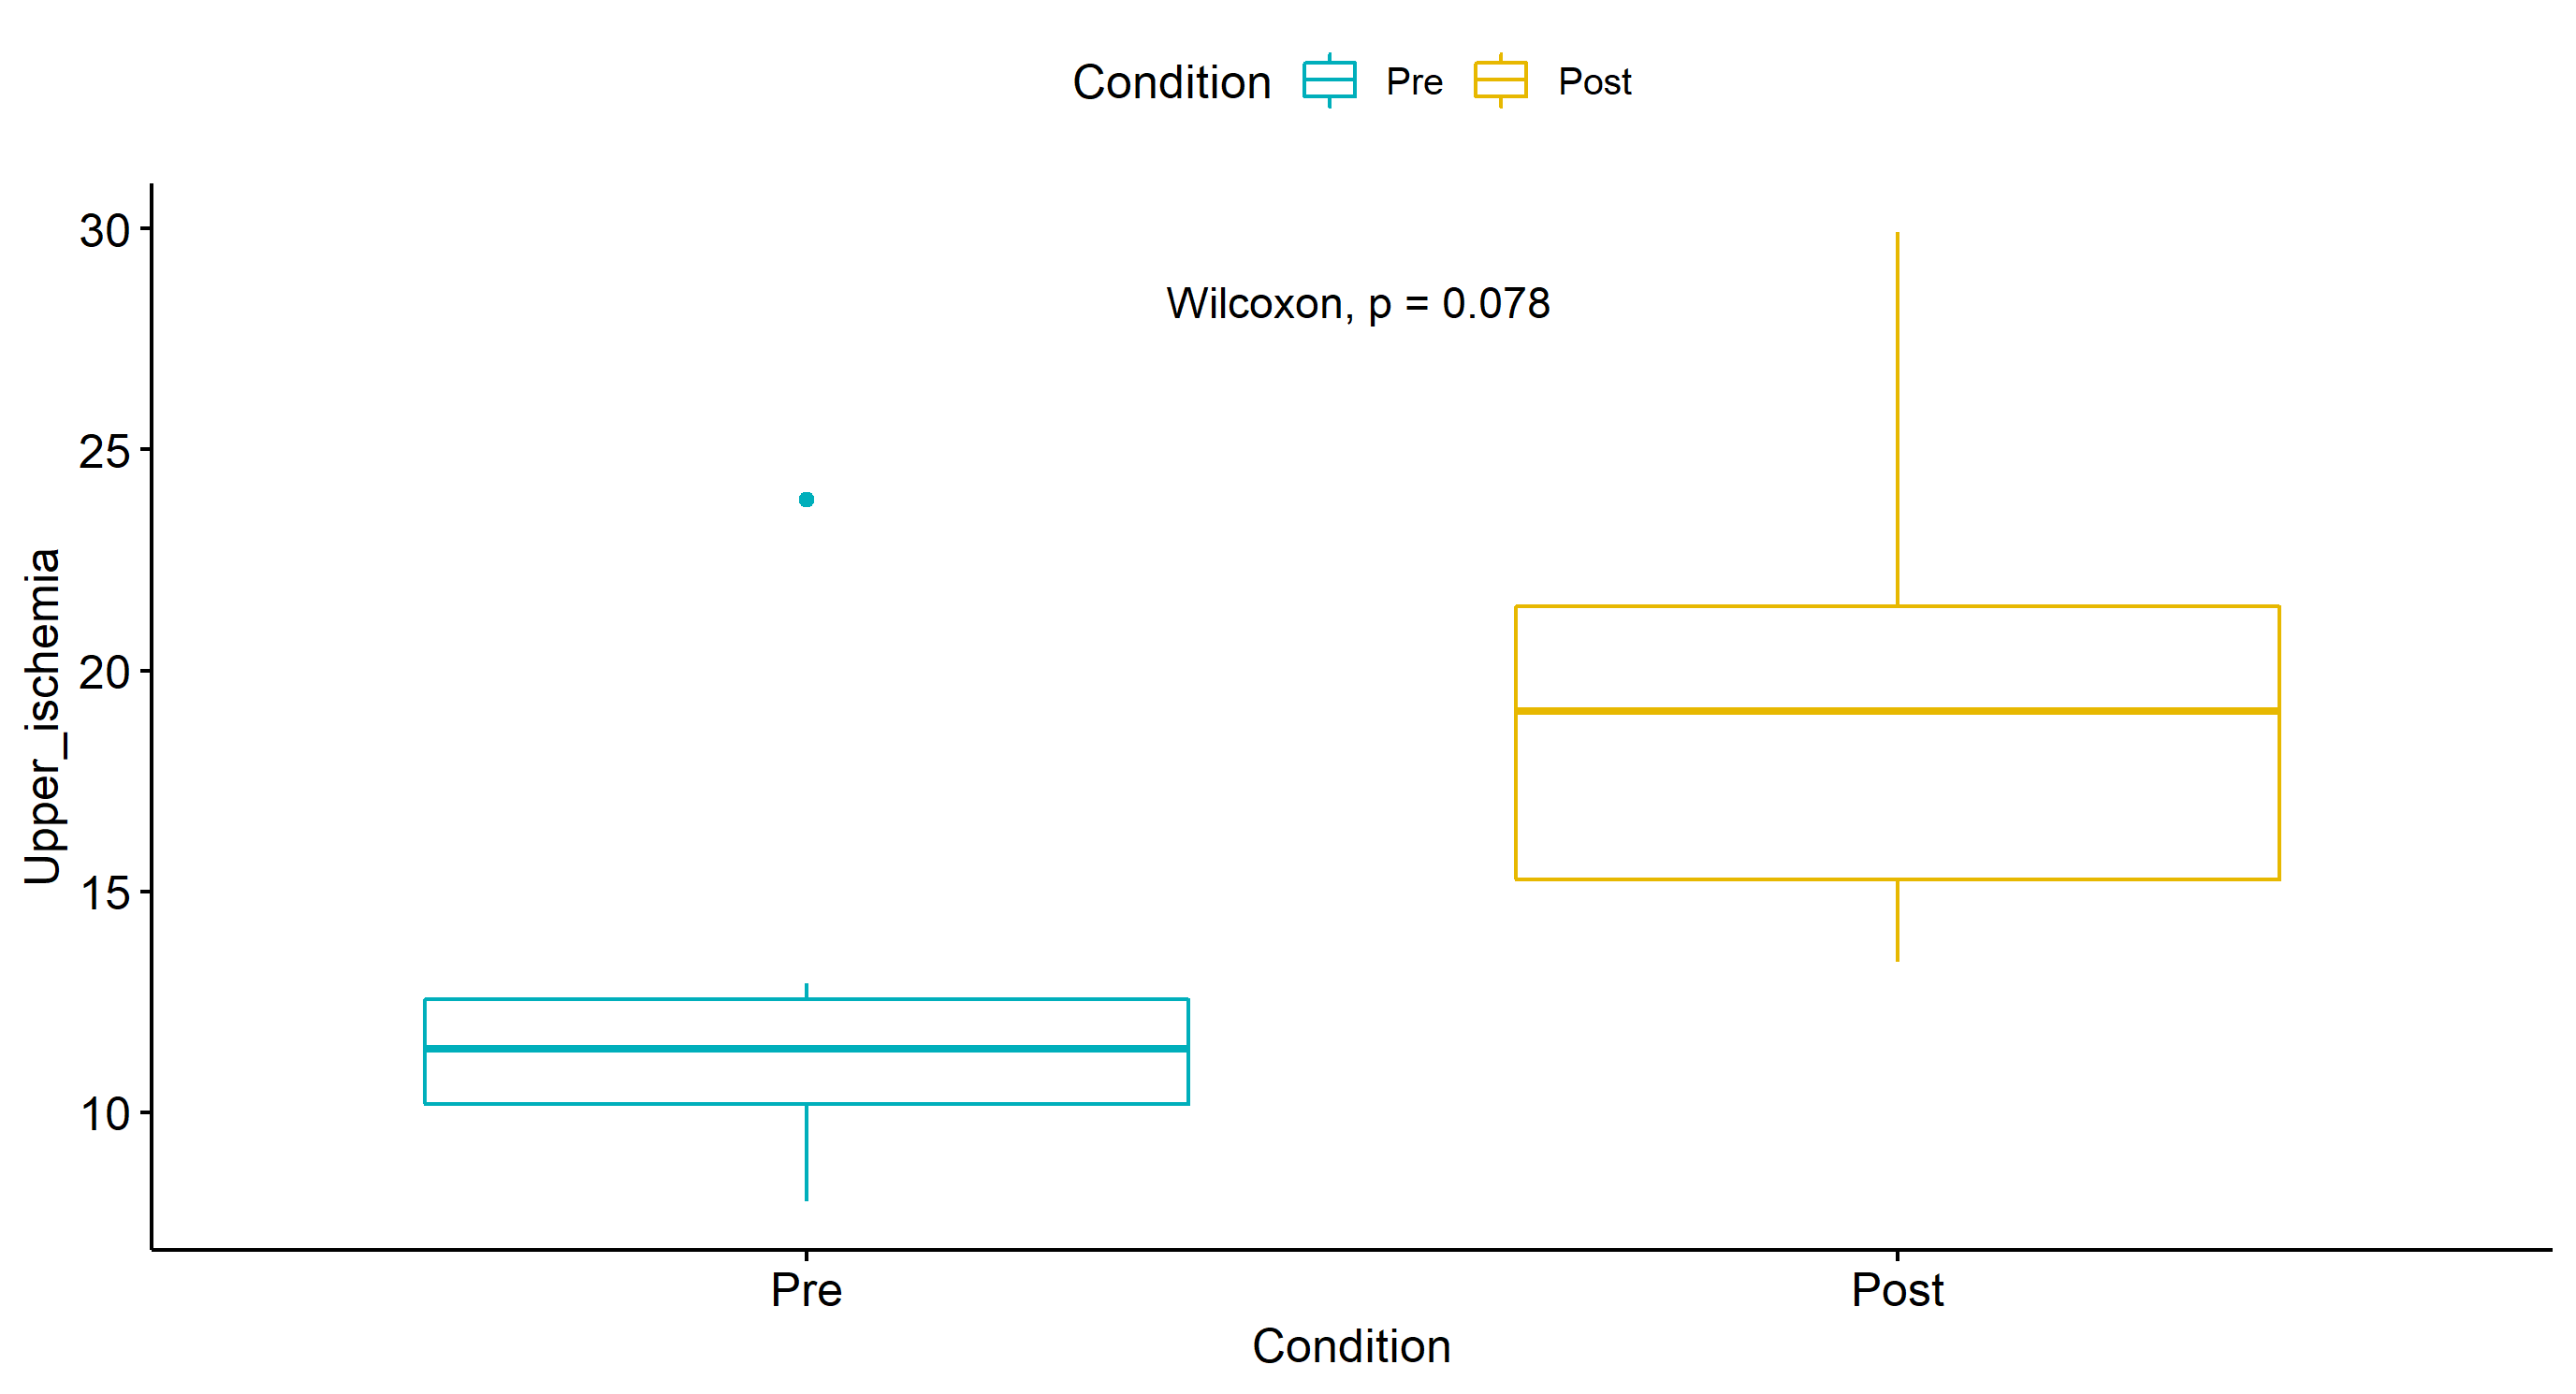 Condition Pre Post
30
Wilcoxon, p = 0.078
25
20
15
10
Upper_ischemia
Pre Post
Condition